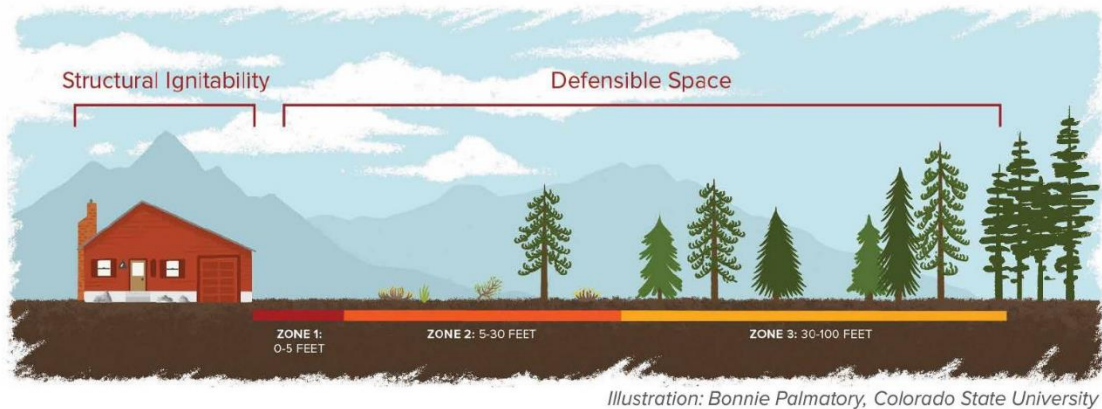 Structural Ignitability
Defensible Space
ZONE 1:
0-5 FEET
ZONE 2: 5-30 FEET
ZONE 3: 30-100 FEET
Illustration: Bonnie Palmatory, Colorado State University